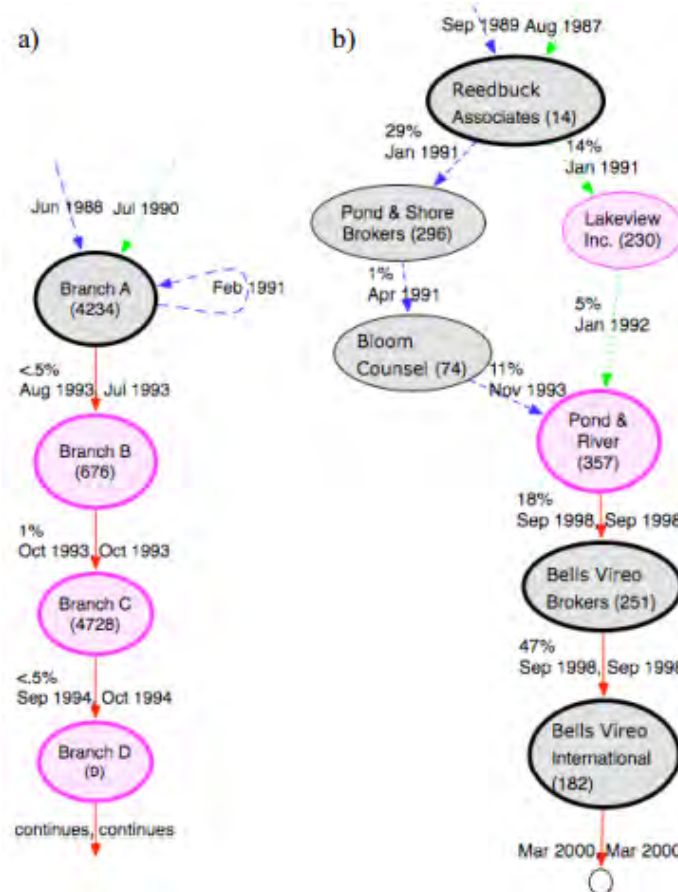 a)
Jun 1988 Jul 1990
Branch A
(4234)
Feb 1991
<.5%
Aug 1993, Jul 1993
Branch B
(676)
1%
Oct 1993, Oct 1993
Branch C
(4728)
<.5%
Sep 1994, Oct 1994
Branch D
(D)
continues, continues
b)
Sep 1989 Aug 1987
Reedbuck
Associates (14)
29%
Jan 1991
14%
Jan 1991
Pond & Shore
Brokers (296)
Lakeview
Inc. (230)
1%
Apr 1991
5%
Jan 1992
Bloom
Counsel (74)
11%
Nov 1993
Pond &
River
(357)
18%
Sep 1998, Sep 1998
Bells Vireo
Brokers (251)
47%
Sep 1998, Sep 1998
Bells Vireo
International
(182)
Mar 2000, Mar 2000